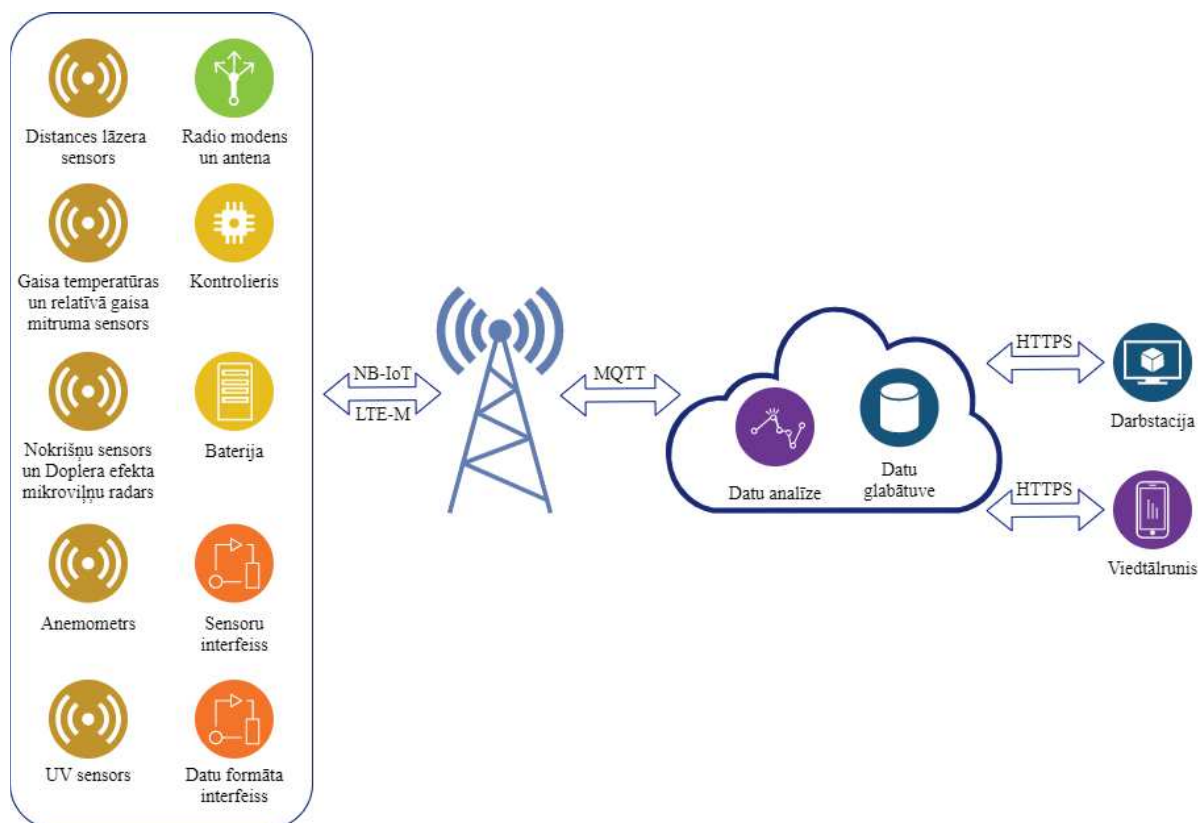 Distances lāzera
sensors
Radio modens
un antena
Gaisa temperatūras
un relatīvā gaisa
mitruma sensors
Kontrolieris
Nokrišņu sensors
un Doplera efekta
mikroviļņu radars
Baterija
Anemometrs
Sensoru
interfeiss
UV sensors
Datu formāta
interfeiss
NB-IoT
LTE-M
MQTT
Datu analīze
Datu
glabātuve
HTTPS
Darbstacija
HTTPS
Viedtālrunis